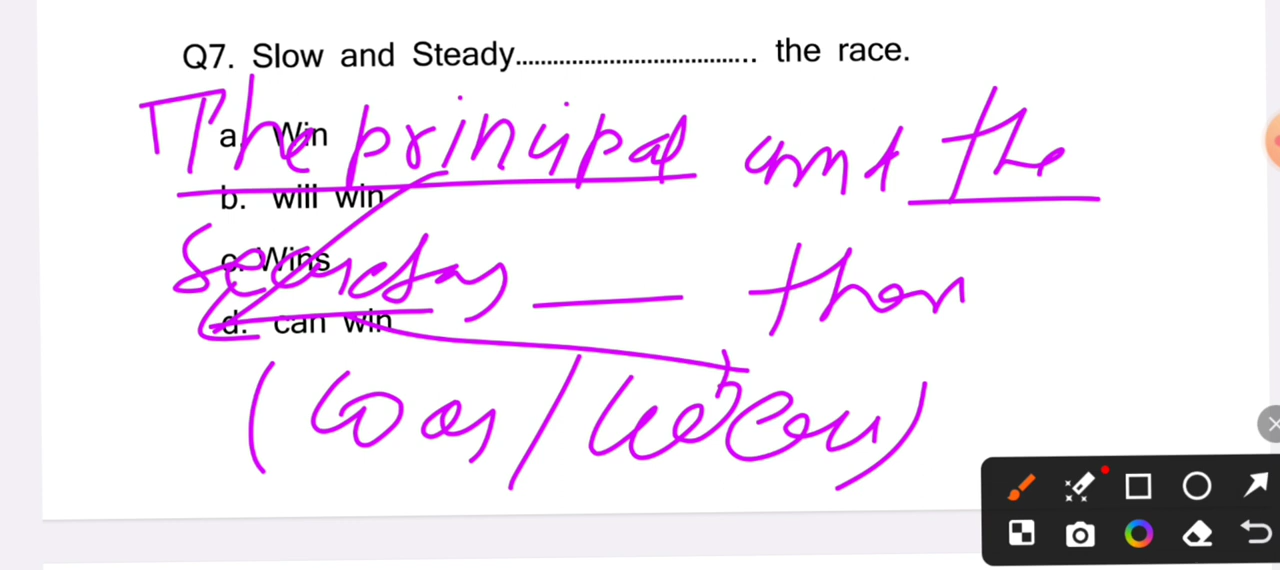 Q7. Slow and Steady.................................... the race.
a. Win
The principal and the
b. will win
c. Wins
Secretary ___ there
d. can win
(was / were)